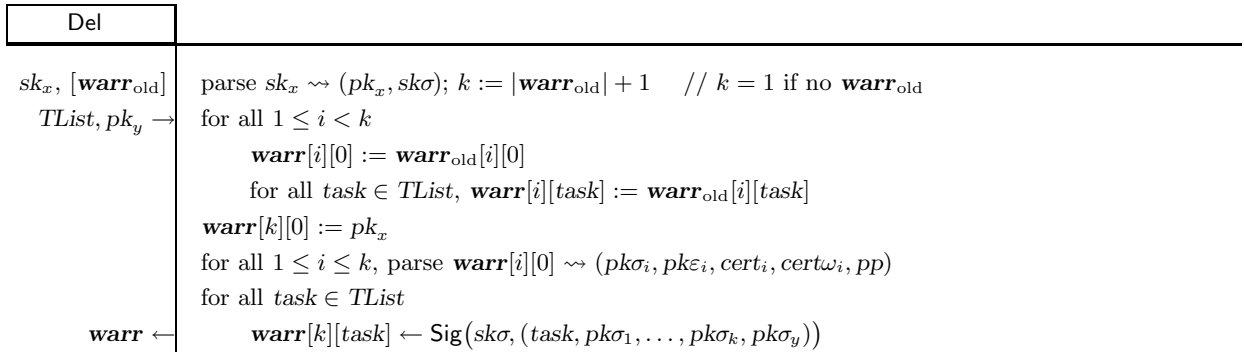 Del
sk_x, [warr_old] parse sk_x ⇝ (pk_x, skσ); k := |warr_old| + 1 // k = 1 if no warr_old
TList, pk_y → for all 1 ≤ i < k
warr[i][0] := warr_old[i][0]
for all task ∈ TList, warr[i][task] := warr_old[i][task]
warr[k][0] := pk_x
for all 1 ≤ i ≤ k, parse warr[i][0] ⇝ (pkσ_i, pkε_i, cert_i, certω_i, pp)
for all task ∈ TList
warr ← warr[k][task] ← Sig(skσ, (task, pkσ_1, . . . , pkσ_k, pkσ_y))